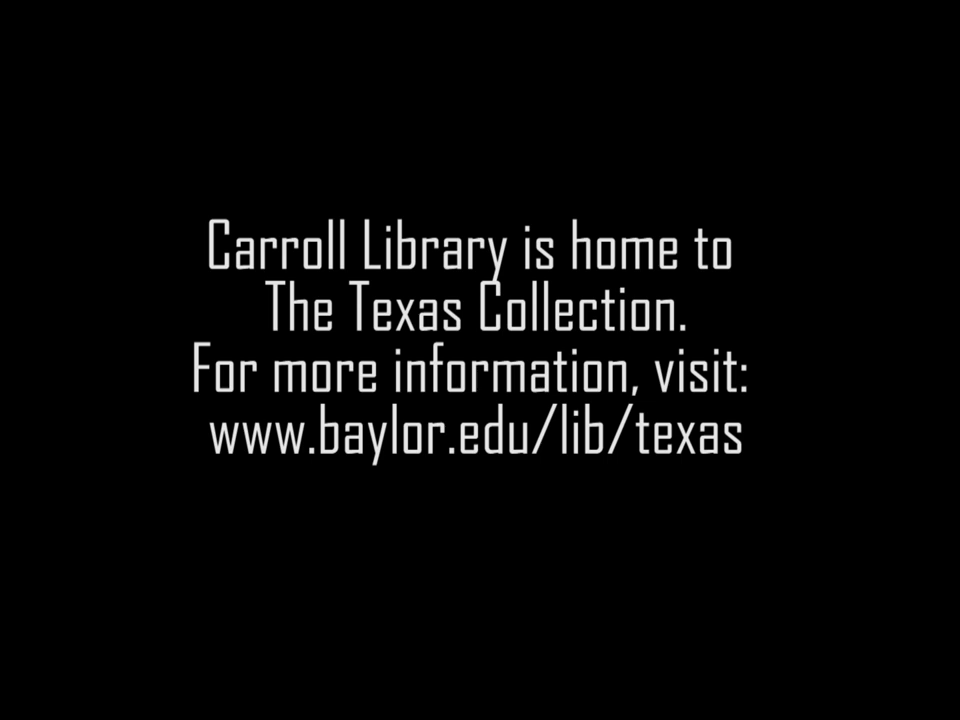 Carroll Library is home to
The Texas Collection.
For more information, visit:
www.baylor.edu/lib/texas